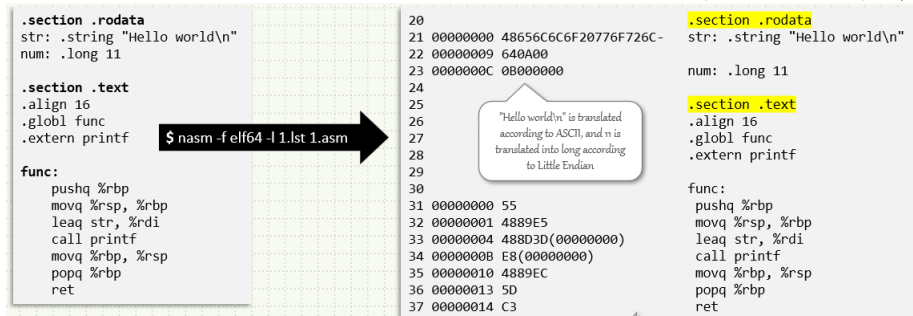 .section .rodata
str: .string "Hello world\n"
num: .long 11
.section .text
.align 16
.globl func
.extern printf
func:
pushq %rbp
movq %rsp, %rbp
leaq str, %rdi
call printf
movq %rbp, %rsp
popq %rbp
ret
$ nasm -f elf64 -l 1.lst 1.asm
20 .section .rodata
21 00000000 48656C6C6F20776F726C- str: .string "Hello world\n"
22 00000009 640A00
23 0000000C 0B000000 num: .long 11
24
25 .section .text
26 .align 16
27 .globl func
28 .extern printf
29
30 func:
31 00000000 55 pushq %rbp
32 00000001 4889E5 movq %rsp, %rbp
33 00000004 488D3D(00000000) leaq str, %rdi
34 0000000B E8(00000000) call printf
35 00000010 4889EC movq %rbp, %rsp
36 00000013 5D popq %rbp
37 00000014 C3 ret
"Hello world\n" is translated
according to ASCII, and 11 is
translated into long according
to Little Endian